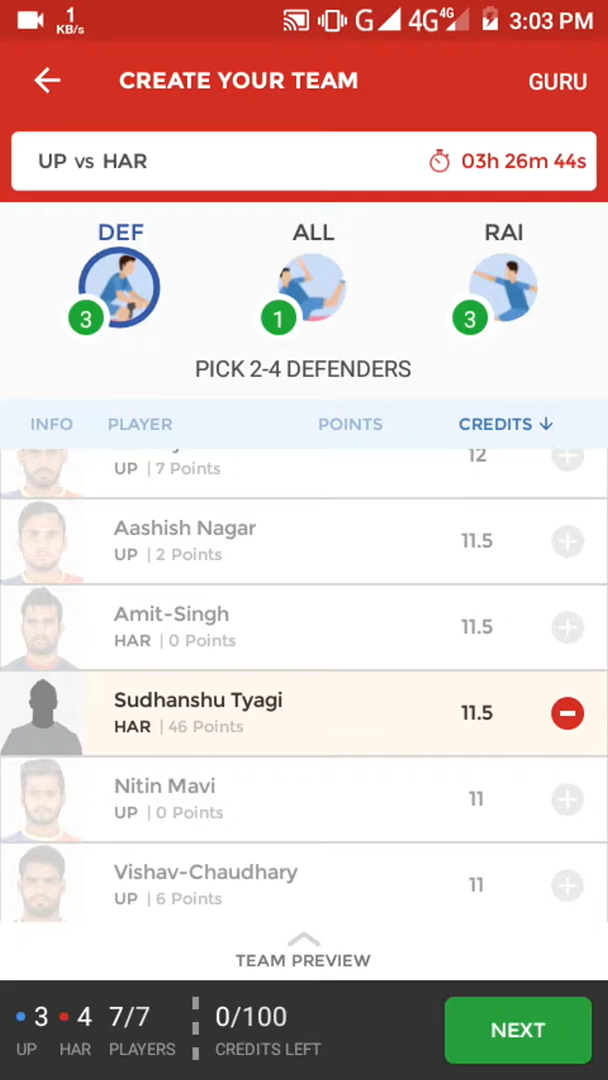 1 KB/s G 4G 4G 3:03 PM
CREATE YOUR TEAM GURU
UP vs HAR 03h 26m 44s
DEF ALL RAI
3 1 3
PICK 2-4 DEFENDERS
INFO PLAYER POINTS CREDITS
UP | 7 Points 12
Aashish Nagar
UP | 2 Points 11.5
Amit-Singh
HAR | 0 Points 11.5
Sudhanshu Tyagi
HAR | 46 Points 11.5
Nitin Mavi
UP | 0 Points 11
Vishav-Chaudhary
UP | 6 Points 11
TEAM PREVIEW
3 4 7/7 0/100 NEXT
UP HAR PLAYERS CREDITS LEFT